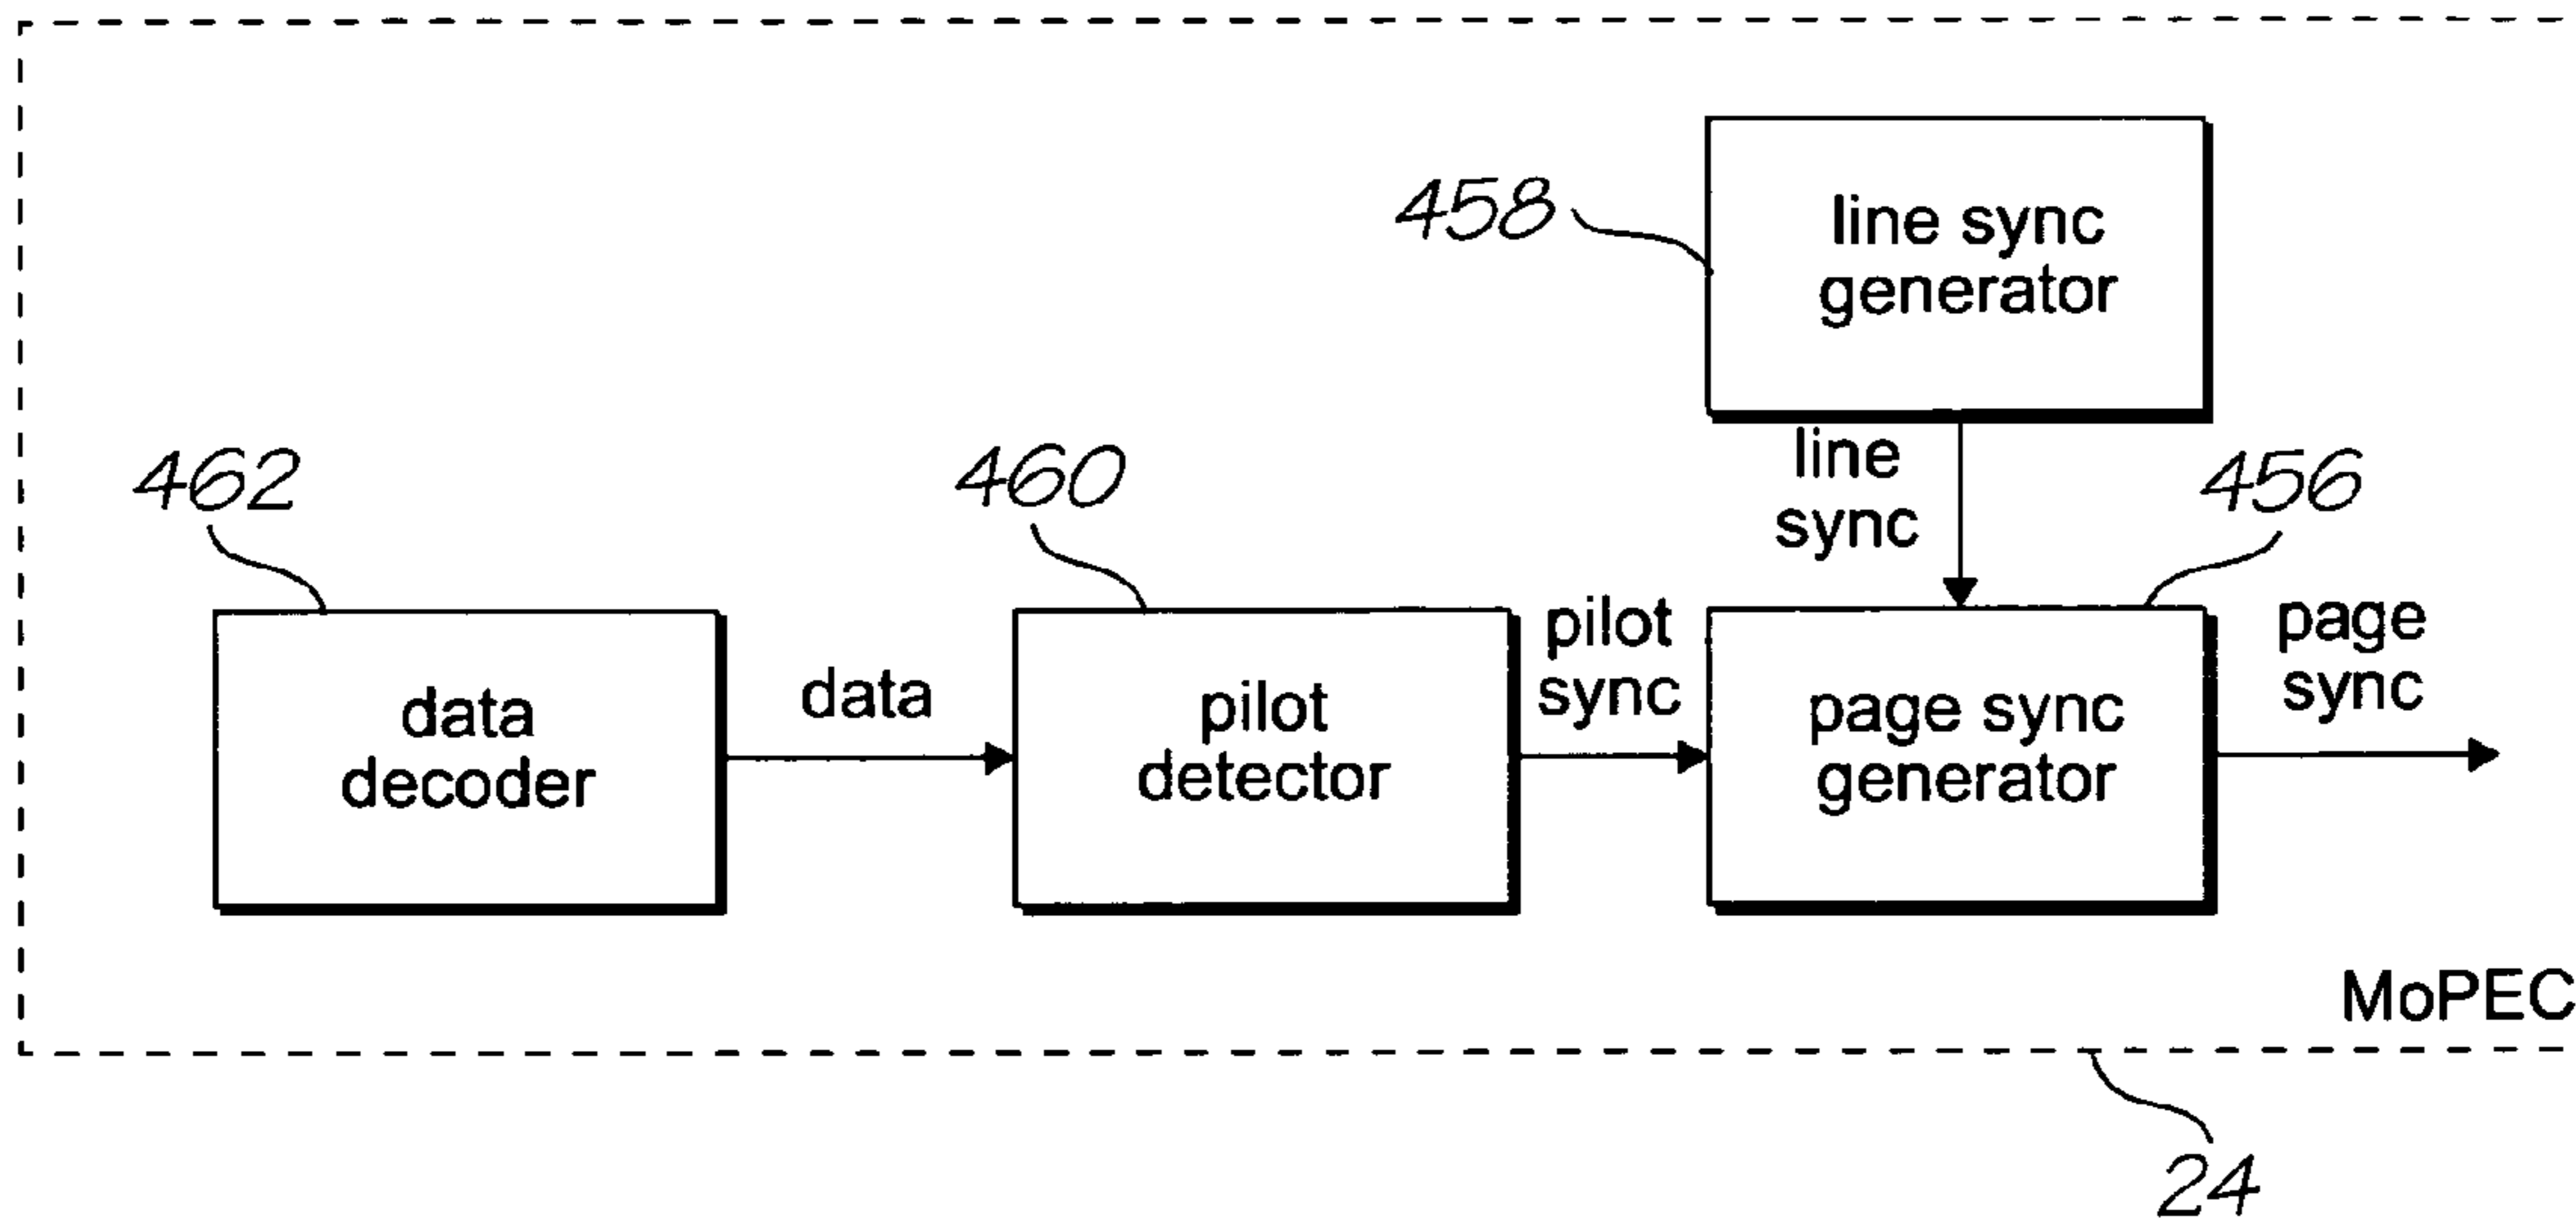 458
line sync
generator
line
sync
462
460
456
data
decoder
data
pilot
detector
pilot
sync
page sync
generator
page
sync
MoPEC
24